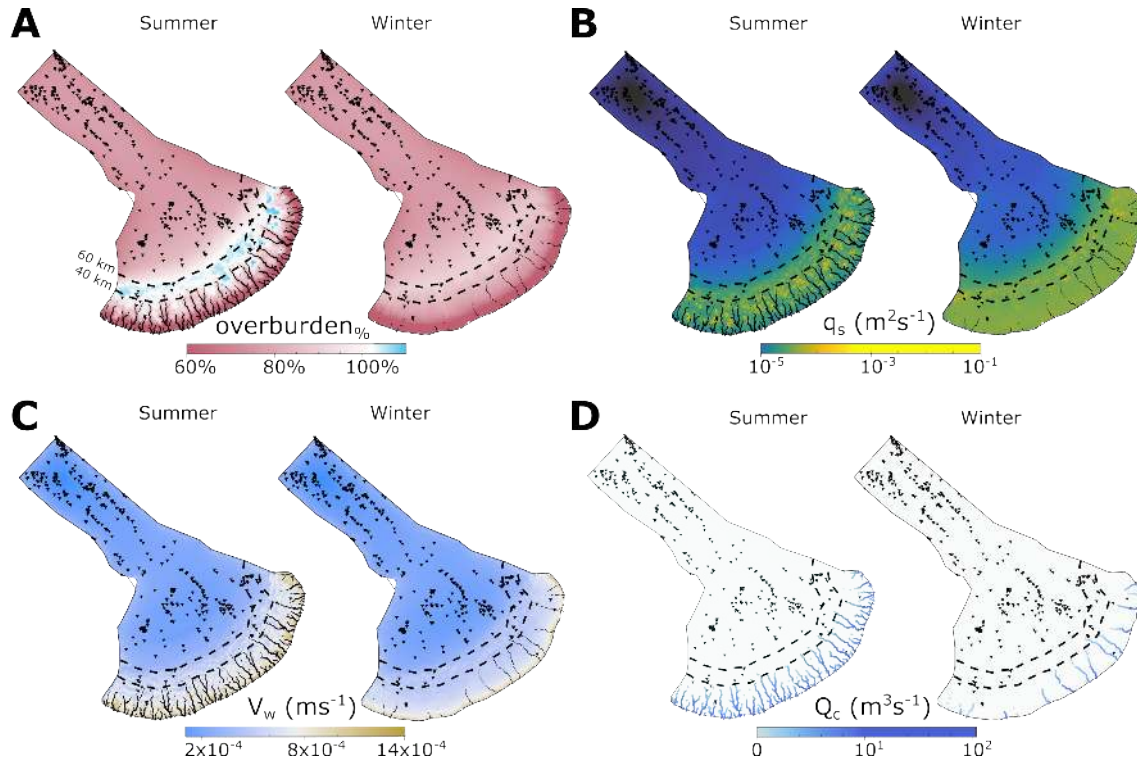 A
Summer
Winter
60 km
40 km
overburden%
60%
80%
100%
B
Summer
Winter
qs (m²s⁻¹)
10⁻⁵
10⁻³
10⁻¹
C
Summer
Winter
Vw (ms⁻¹)
2x10⁻⁴
8x10⁻⁴
14x10⁻⁴
D
Summer
Winter
Qc (m³s⁻¹)
0
10¹
10²